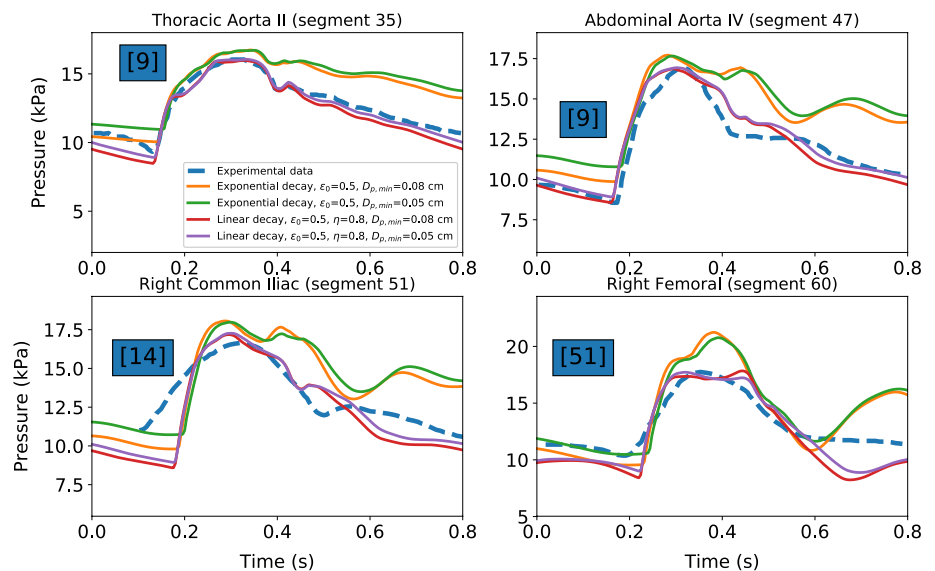 Thoracic Aorta II (segment 35)
Abdominal Aorta IV (segment 47)
Pressure (kPa)
15
10
5
[9]
Experimental data
Exponential decay, ε0=0.5, Dp,min=0.08 cm
Exponential decay, ε0=0.5, Dp,min=0.05 cm
Linear decay, ε0=0.5, η=0.8, Dp,min=0.08 cm
Linear decay, ε0=0.5, η=0.8, Dp,min=0.05 cm
0.0 0.2 0.4 0.6 0.8
17.5
15.0
12.5
10.0
7.5
[9]
0.0 0.2 0.4 0.6 0.8
Right Common Iliac (segment 51)
Right Femoral (segment 60)
Pressure (kPa)
17.5
15.0
12.5
10.0
7.5
[14]
0.0 0.2 0.4 0.6 0.8
Time (s)
20
15
10
5
[51]
0.0 0.2 0.4 0.6 0.8
Time (s)